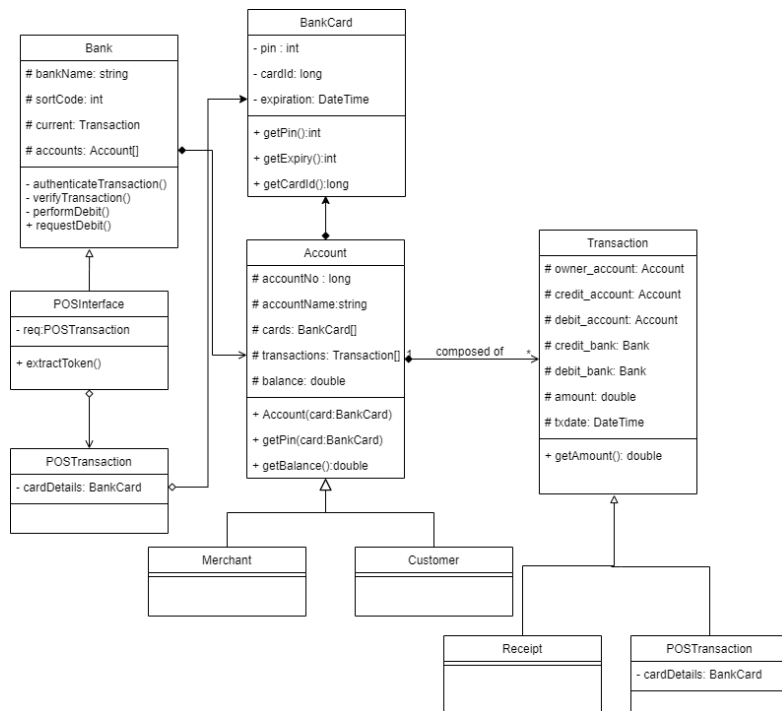 Bank
# bankName: string
# sortCode: int
# current: Transaction
# accounts: Account[]
- authenticateTransaction()
- verifyTransaction()
- performDebit()
+ requestDebit()
BankCard
- pin : int
- cardId: long
- expiration: DateTime
+ getPin():int
+ getExpiry():int
+ getCardId():long
POSInterface
- req:POSTransaction
+ extractToken()
POSTransaction
- cardDetails: BankCard
Account
# accountNo : long
# accountName:string
# cards: BankCard[]
# transactions: Transaction[]
# balance: double
+ Account(card:BankCard)
+ getPin(card:BankCard)
+ getBalance():double
1
composed of
*
Transaction
# owner_account: Account
# credit_account: Account
# debit_account: Account
# credit_bank: Bank
# debit_bank: Bank
# amount: double
# txdate: DateTime
+ getAmount(): double
Merchant
Customer
Receipt
POSTransaction
- cardDetails: BankCard